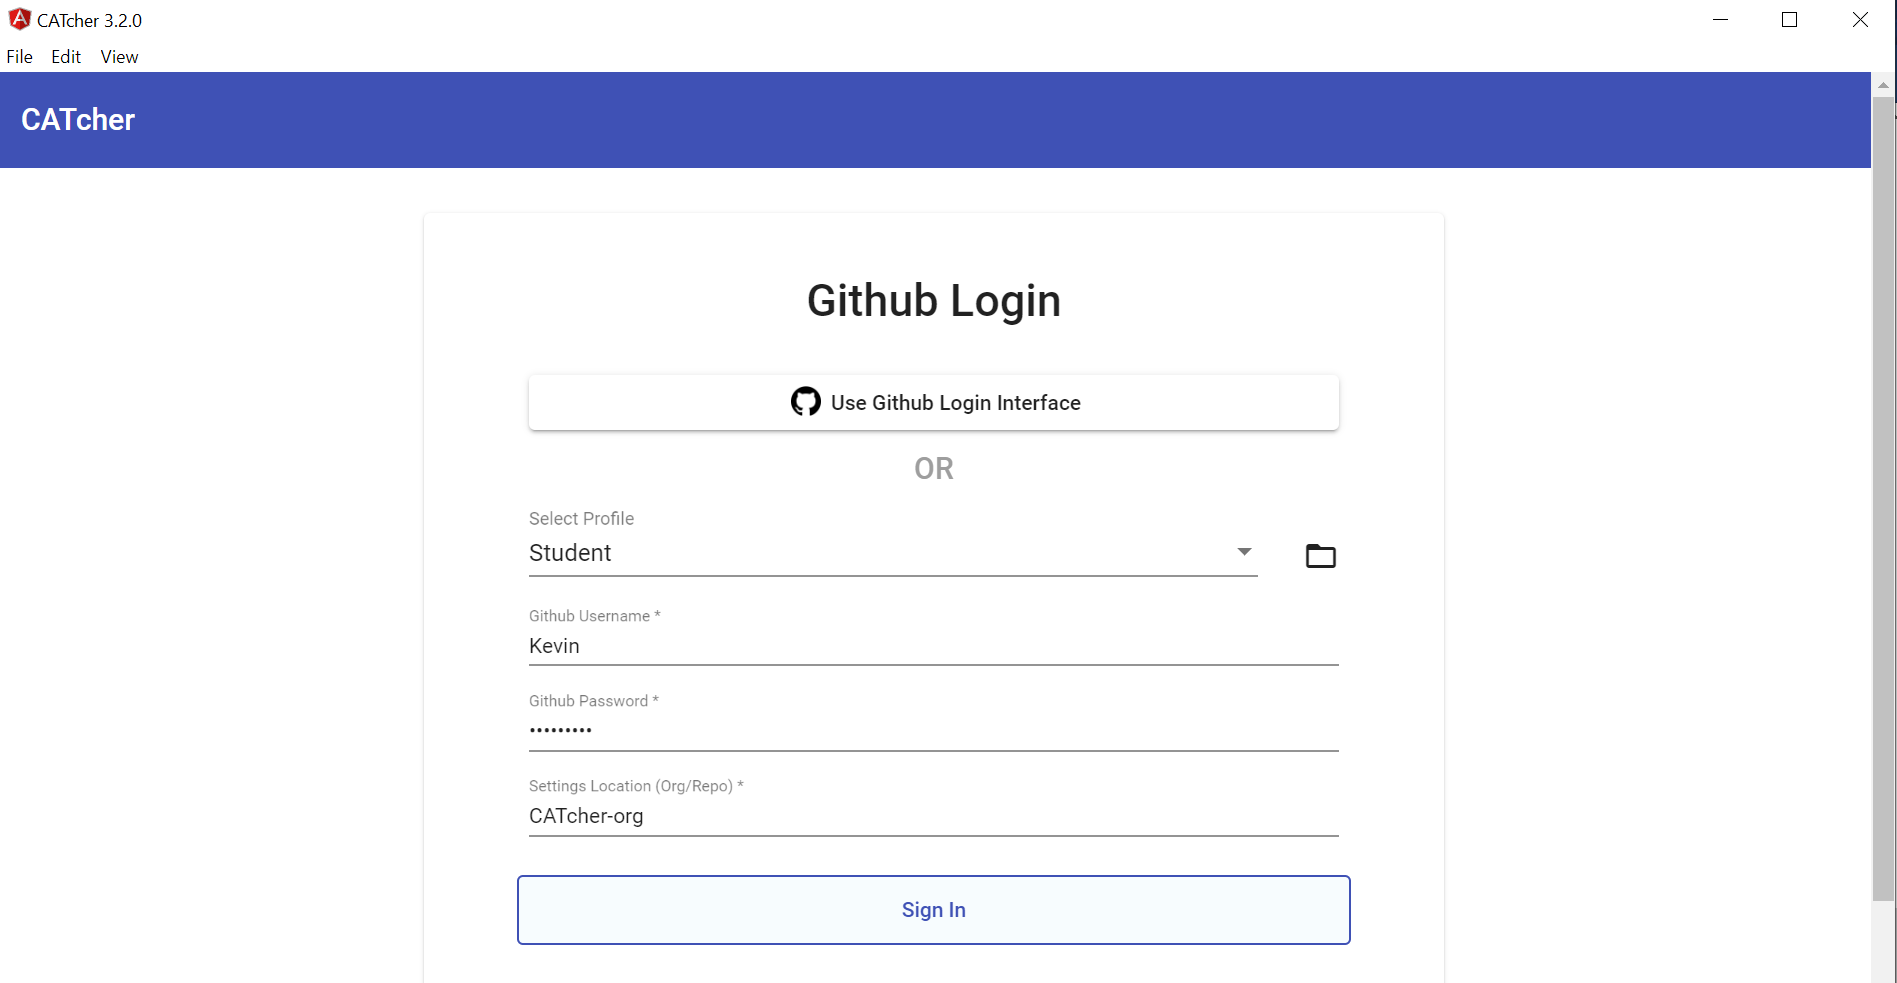 CATcher 3.2.0
File Edit View
CATcher
Github Login
Use Github Login Interface
OR
Select Profile
Student
Github Username *
Kevin
Github Password *
•••••••••
Settings Location (Org/Repo) *
CATcher-org
Sign In